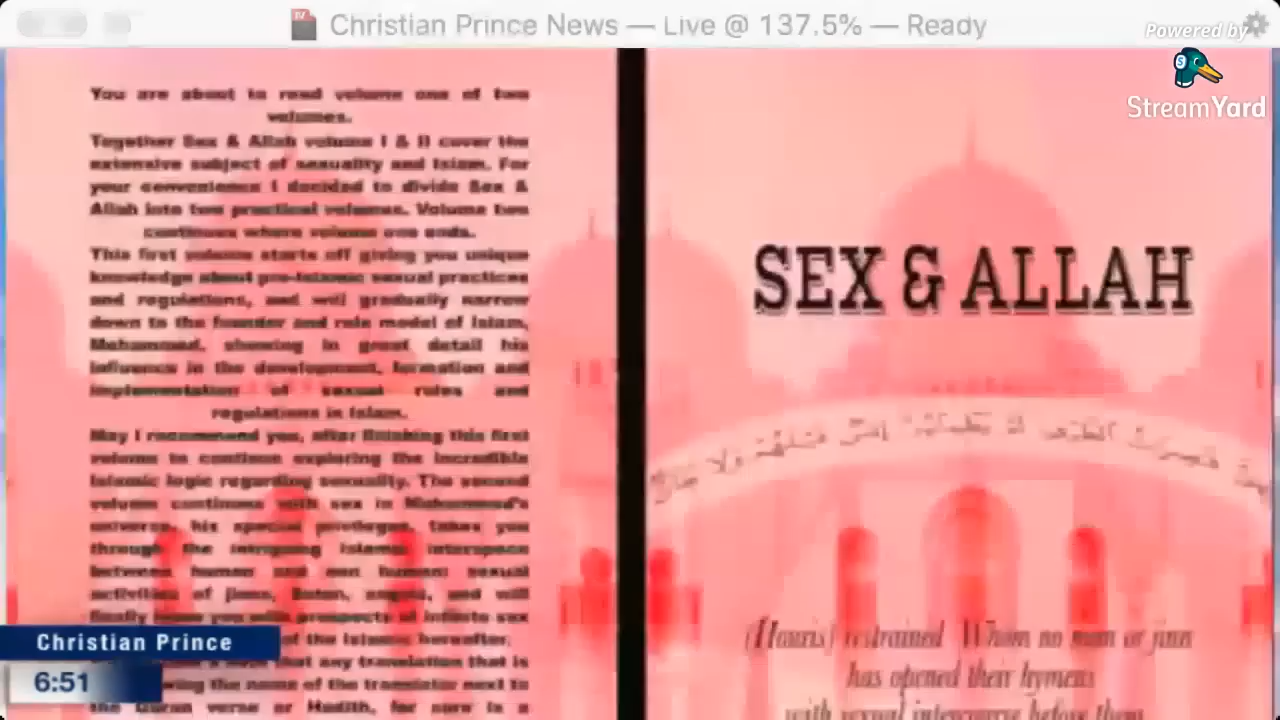 Christian Prince News — Live @ 137.5% — Ready
Powered by
StreamYard
You are about to read volume one of two
volumes.
Together Sex & Allah volume I & II cover the
extensive subject of sexuality and Islam. For
your convenience I decided to divide Sex &
Allah into two practical volumes. Volume two
continues where volume one ends.
This first volume starts off giving you unique
knowledge about pre-Islamic sexual practices
and regulations, and will gradually narrow
down to the founder and role model of Islam,
Mohammed, showing in great detail his
influence in the development, formation and
implementation of sexual rules and
regulations in Islam.
May I recommend you, after finishing this first
volume to continue exploring the incredible
Islamic logic regarding sexuality. The second
volume continues with sex in Mohammed's
universe, his special privileges, takes you
through the intriguing Islamic interspace
between human and non human: sexual
activities of jinns, Satan, angels, and will
finally leave you with prospects of infinite sex
of the Islamic hereafter.
that any translation that is
the name of the translator next to
the Quran verse or Hadith, for sure is a
SEX & ALLAH
(Houris) restrained Whom no man or jinn
has opened their hymens
with sexual intercourse before them
Christian Prince
6:51